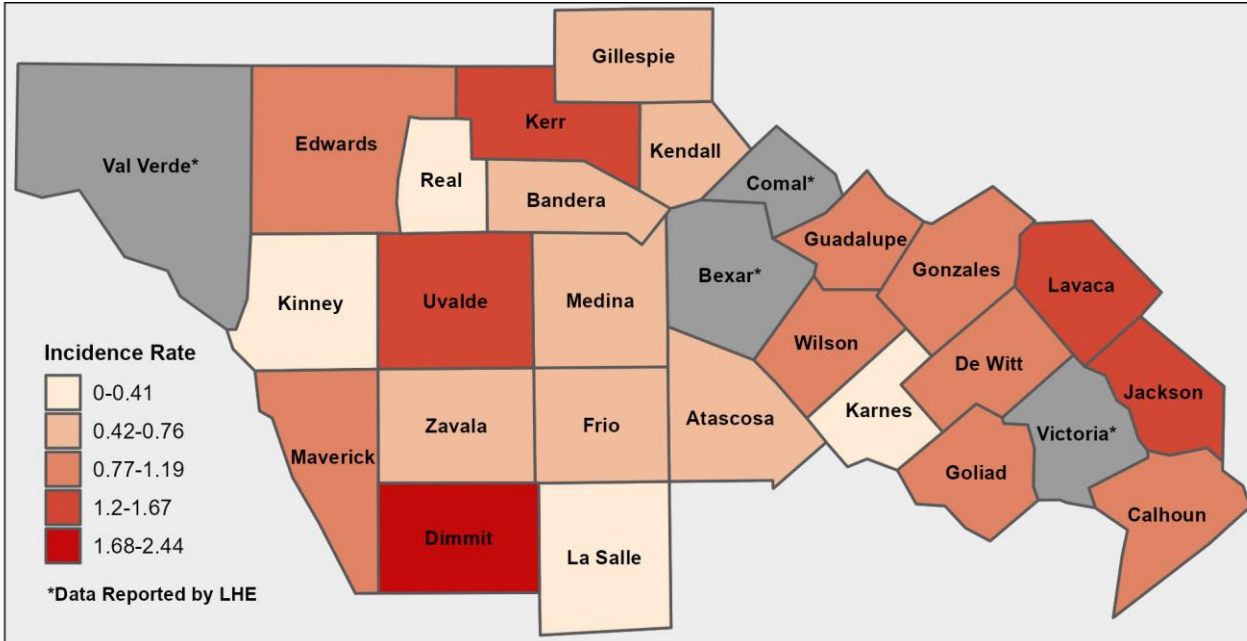 Gillespie
Kerr
Edwards
Kendall
Val Verde*
Real
Comal*
Bandera
Guadalupe
Gonzales
Bexar*
Lavaca
Kinney
Uvalde
Medina
Wilson
De Witt
Jackson
Karnes
Atascosa
Zavala
Frio
Victoria*
Maverick
Goliad
Calhoun
Dimmit
La Salle
Incidence Rate
0-0.41
0.42-0.76
0.77-1.19
1.2-1.67
1.68-2.44
*Data Reported by LHE